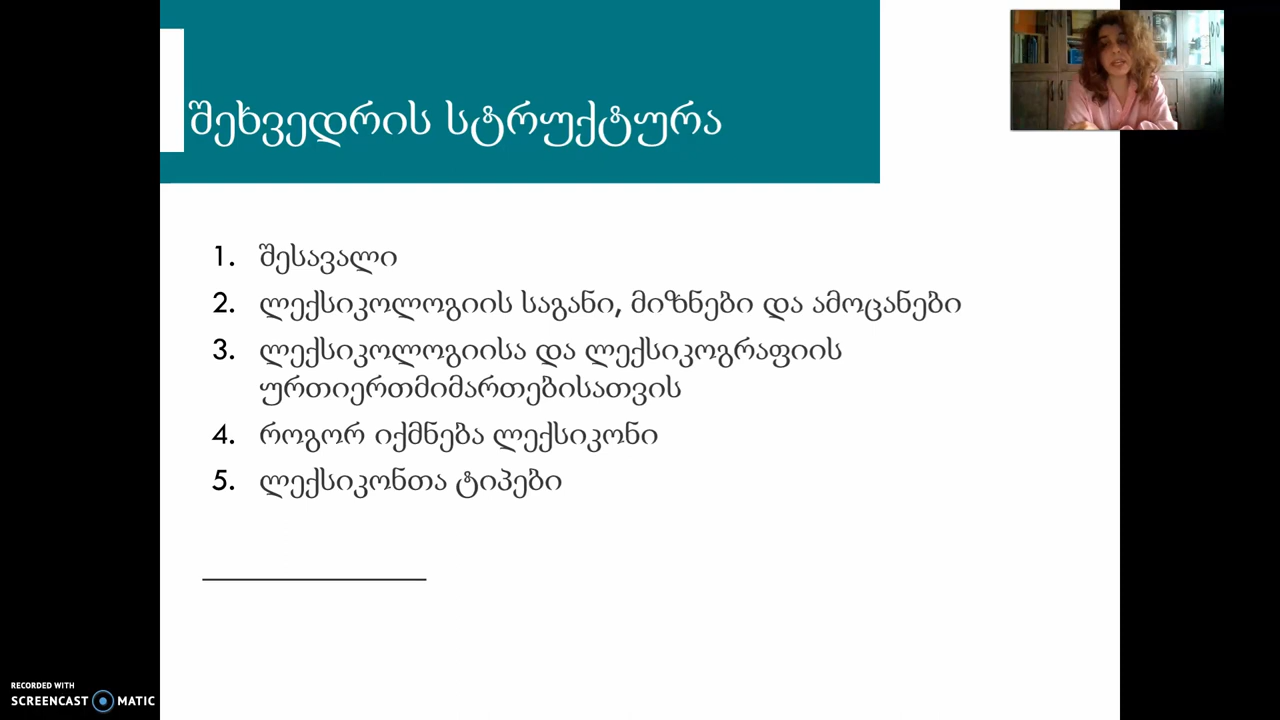 შეხვედრის სტრუქტურა
1. შესავალი
2. ლექსიკოლოგიის საგანი, მიზნები და ამოცანები
3. ლექსიკოლოგიისა და ლექსიკოგრაფიის
ურთიერთმიმართებისათვის
4. როგორ იქმნება ლექსიკონი
5. ლექსიკონთა ტიპები
RECORDED WITH
SCREENCAST MATIC